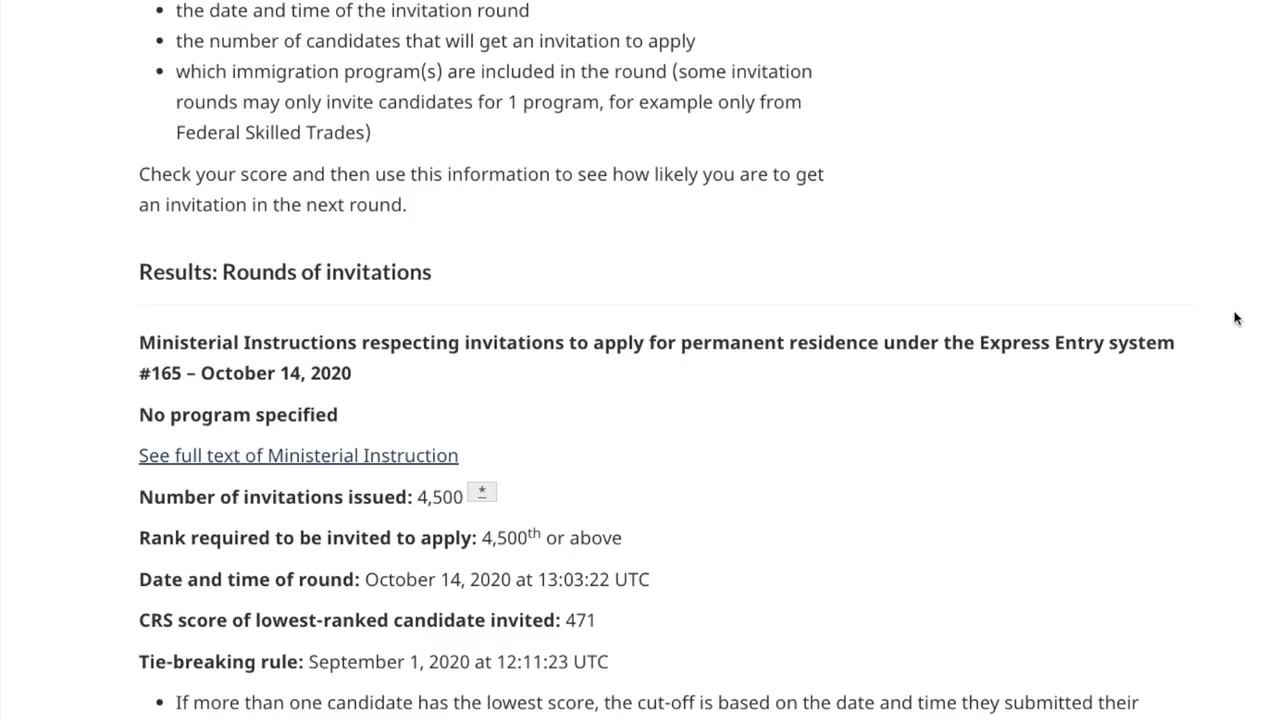 • the date and time of the invitation round
• the number of candidates that will get an invitation to apply
• which immigration program(s) are included in the round (some invitation
rounds may only invite candidates for 1 program, for example only from
Federal Skilled Trades)
Check your score and then use this information to see how likely you are to get
an invitation in the next round.
Results: Rounds of invitations
Ministerial Instructions respecting invitations to apply for permanent residence under the Express Entry system
#165 – October 14, 2020
No program specified
See full text of Ministerial Instruction
Number of invitations issued: 4,500 *
Rank required to be invited to apply: 4,500th or above
Date and time of round: October 14, 2020 at 13:03:22 UTC
CRS score of lowest-ranked candidate invited: 471
Tie-breaking rule: September 1, 2020 at 12:11:23 UTC
• If more than one candidate has the lowest score, the cut-off is based on the date and time they submitted their